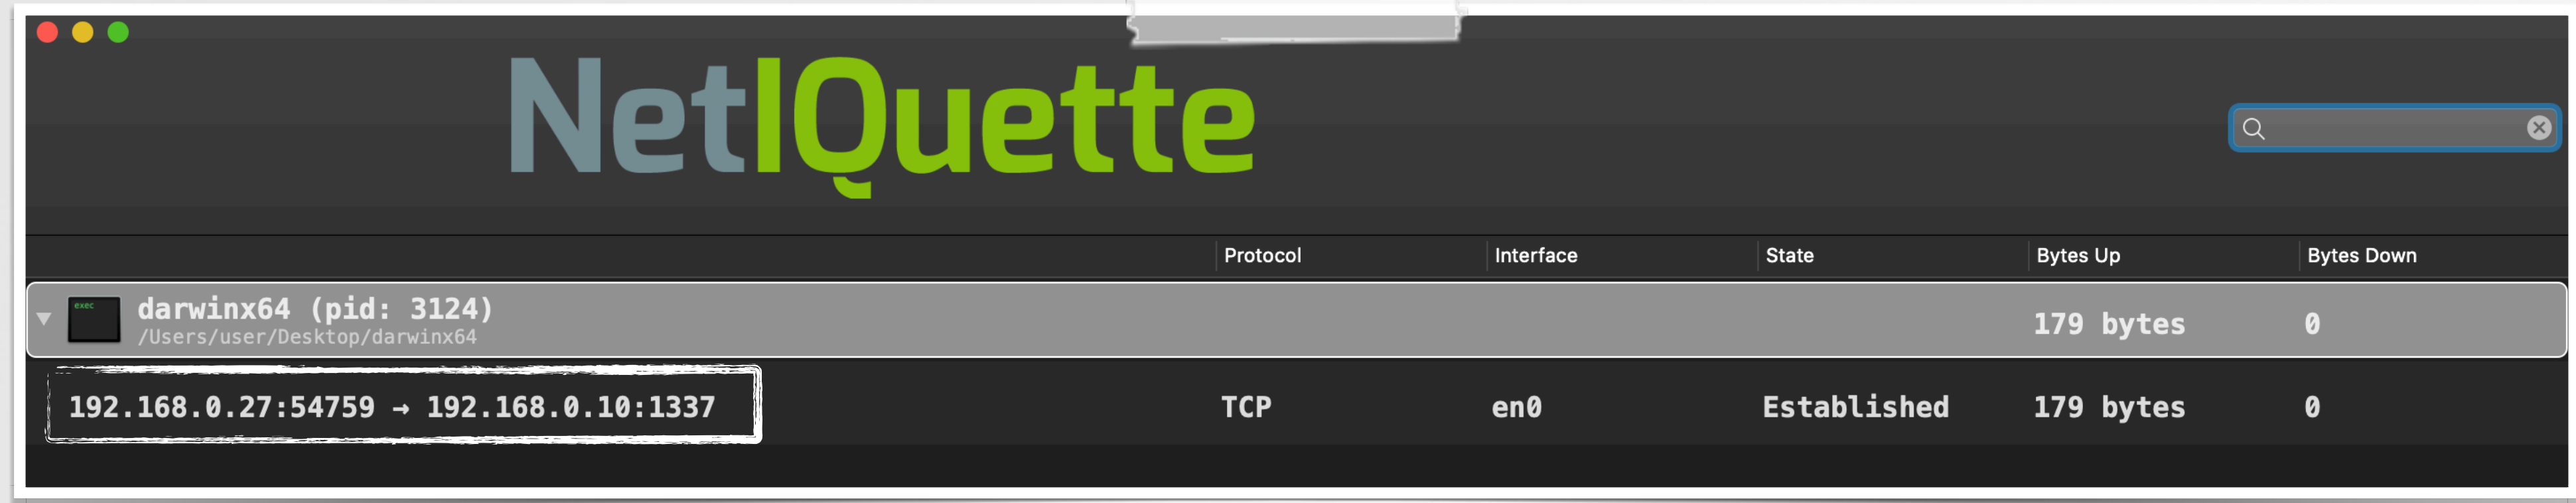 NetIQuette
Protocol Interface State Bytes Up Bytes Down
exec
darwinx64 (pid: 3124) 179 bytes 0
/Users/user/Desktop/darwinx64
192.168.0.27:54759 → 192.168.0.10:1337 TCP en0 Established 179 bytes 0